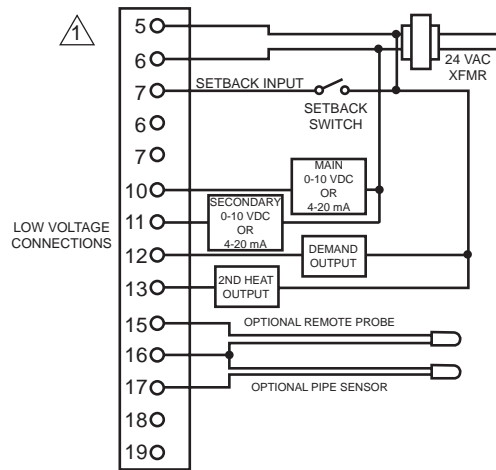 1
5
6
24 VAC
XFMR
7
SETBACK INPUT
SETBACK
SWITCH
6
7
MAIN
0-10 VDC
OR
4-20 mA
10
SECONDARY
0-10 VDC
OR
4-20 mA
11
LOW VOLTAGE
CONNECTIONS
12
DEMAND
OUTPUT
13
2ND HEAT
OUTPUT
15
OPTIONAL REMOTE PROBE
16
17
OPTIONAL PIPE SENSOR
18
19